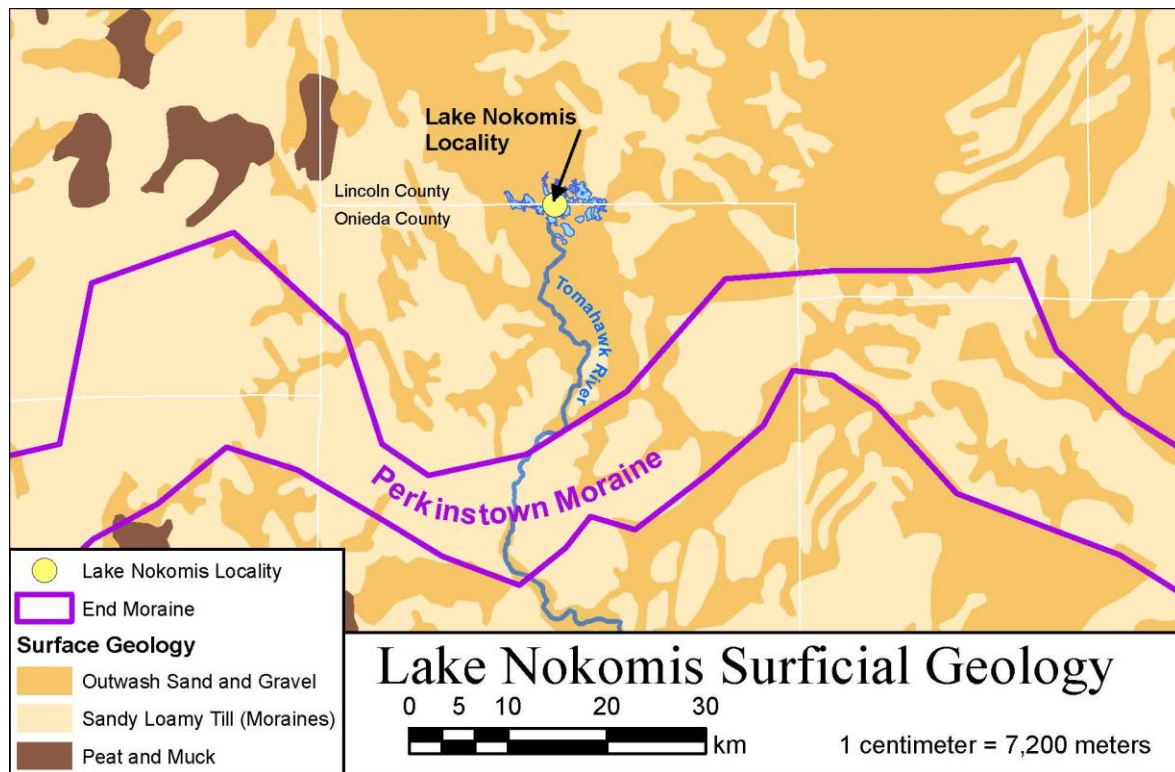 Lake Nokomis
Locality
Lincoln County
Onieda County
Tomahawk River
Perkinstown Moraine
Lake Nokomis Locality
End Moraine
Surface Geology
Outwash Sand and Gravel
Sandy Loamy Till (Moraines)
Peat and Muck
Lake Nokomis Surficial Geology
0 5 10 20 30
km
1 centimeter = 7,200 meters